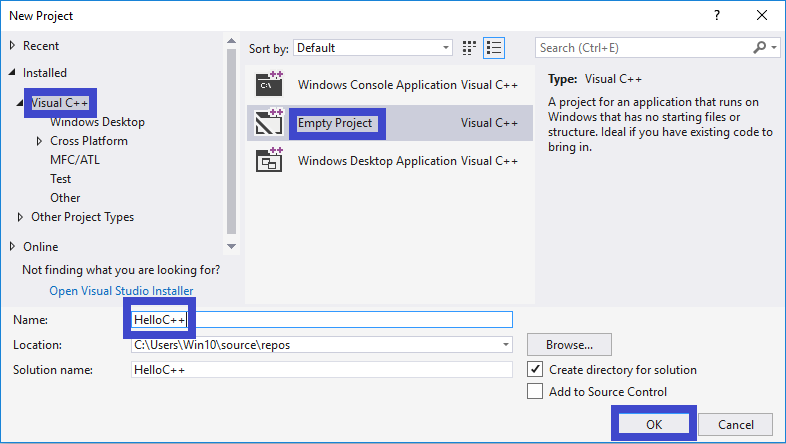 New Project
?
Recent
Installed
Visual C++
Windows Desktop
Cross Platform
MFC/ATL
Test
Other
Other Project Types
Online
Not finding what you are looking for?
Open Visual Studio Installer
Sort by: Default
Windows Console Application Visual C++
Empty Project Visual C++
Windows Desktop Application Visual C++
Search (Ctrl+E)
Type: Visual C++
A project for an application that runs on
Windows that has no starting files or
structure. Ideal if you have existing code to
bring in.
Name: HelloC++
Location: C:\Users\Win10\source\repos
Browse...
Solution name: HelloC++
Create directory for solution
Add to Source Control
OK Cancel